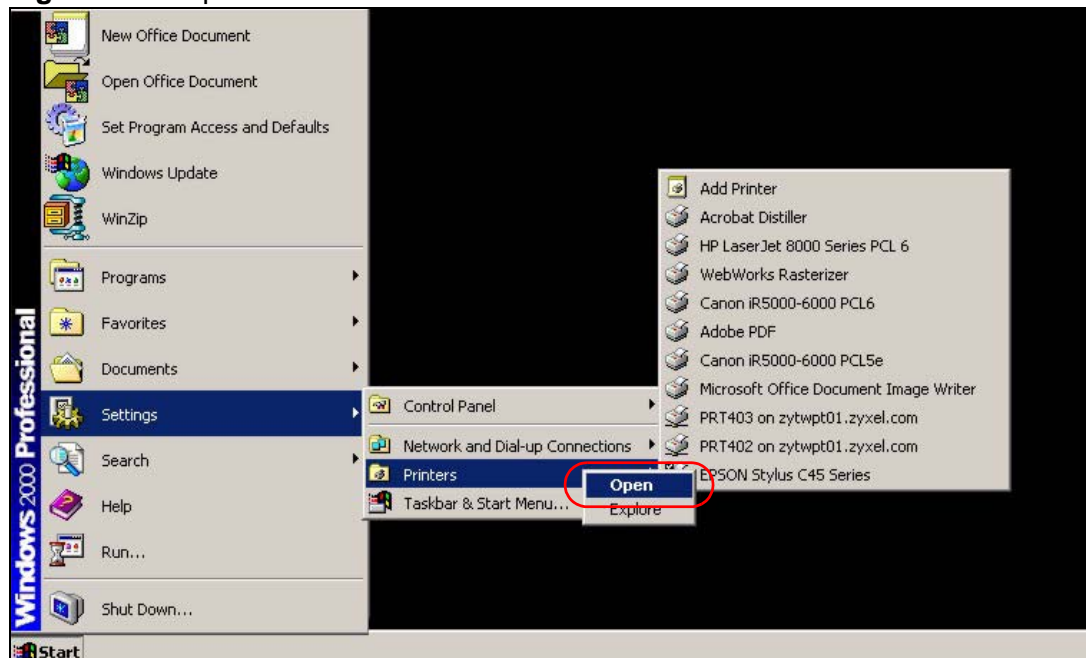 New Office Document
Open Office Document
Set Program Access and Defaults
Windows Update
WinZip
Programs
Favorites
Documents
Settings
Search
Help
Run...
Shut Down...
Windows 2000 Professional
Start
Control Panel
Network and Dial-up Connections
Printers
Taskbar & Start Menu...
Open
Explore
Add Printer
Acrobat Distiller
HP LaserJet 8000 Series PCL 6
WebWorks Rasterizer
Canon iR5000-6000 PCL6
Adobe PDF
Canon iR5000-6000 PCL5e
Microsoft Office Document Image Writer
PRT403 on zytwpt01.zyxel.com
PRT402 on zytwpt01.zyxel.com
EPSON Stylus C45 Series